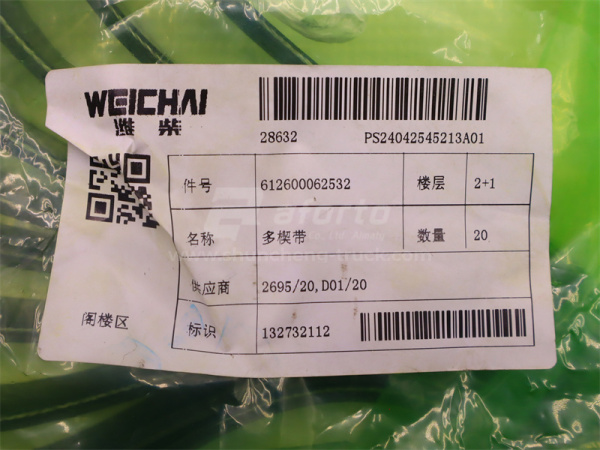 WEICHAI
潍柴
28632 PS24042545213A01
件号 612600062532 楼层 2+1
名称 多楔带 数量 20
供应商 2695/20,D01/20
阁楼区
标识 132732112
aforto